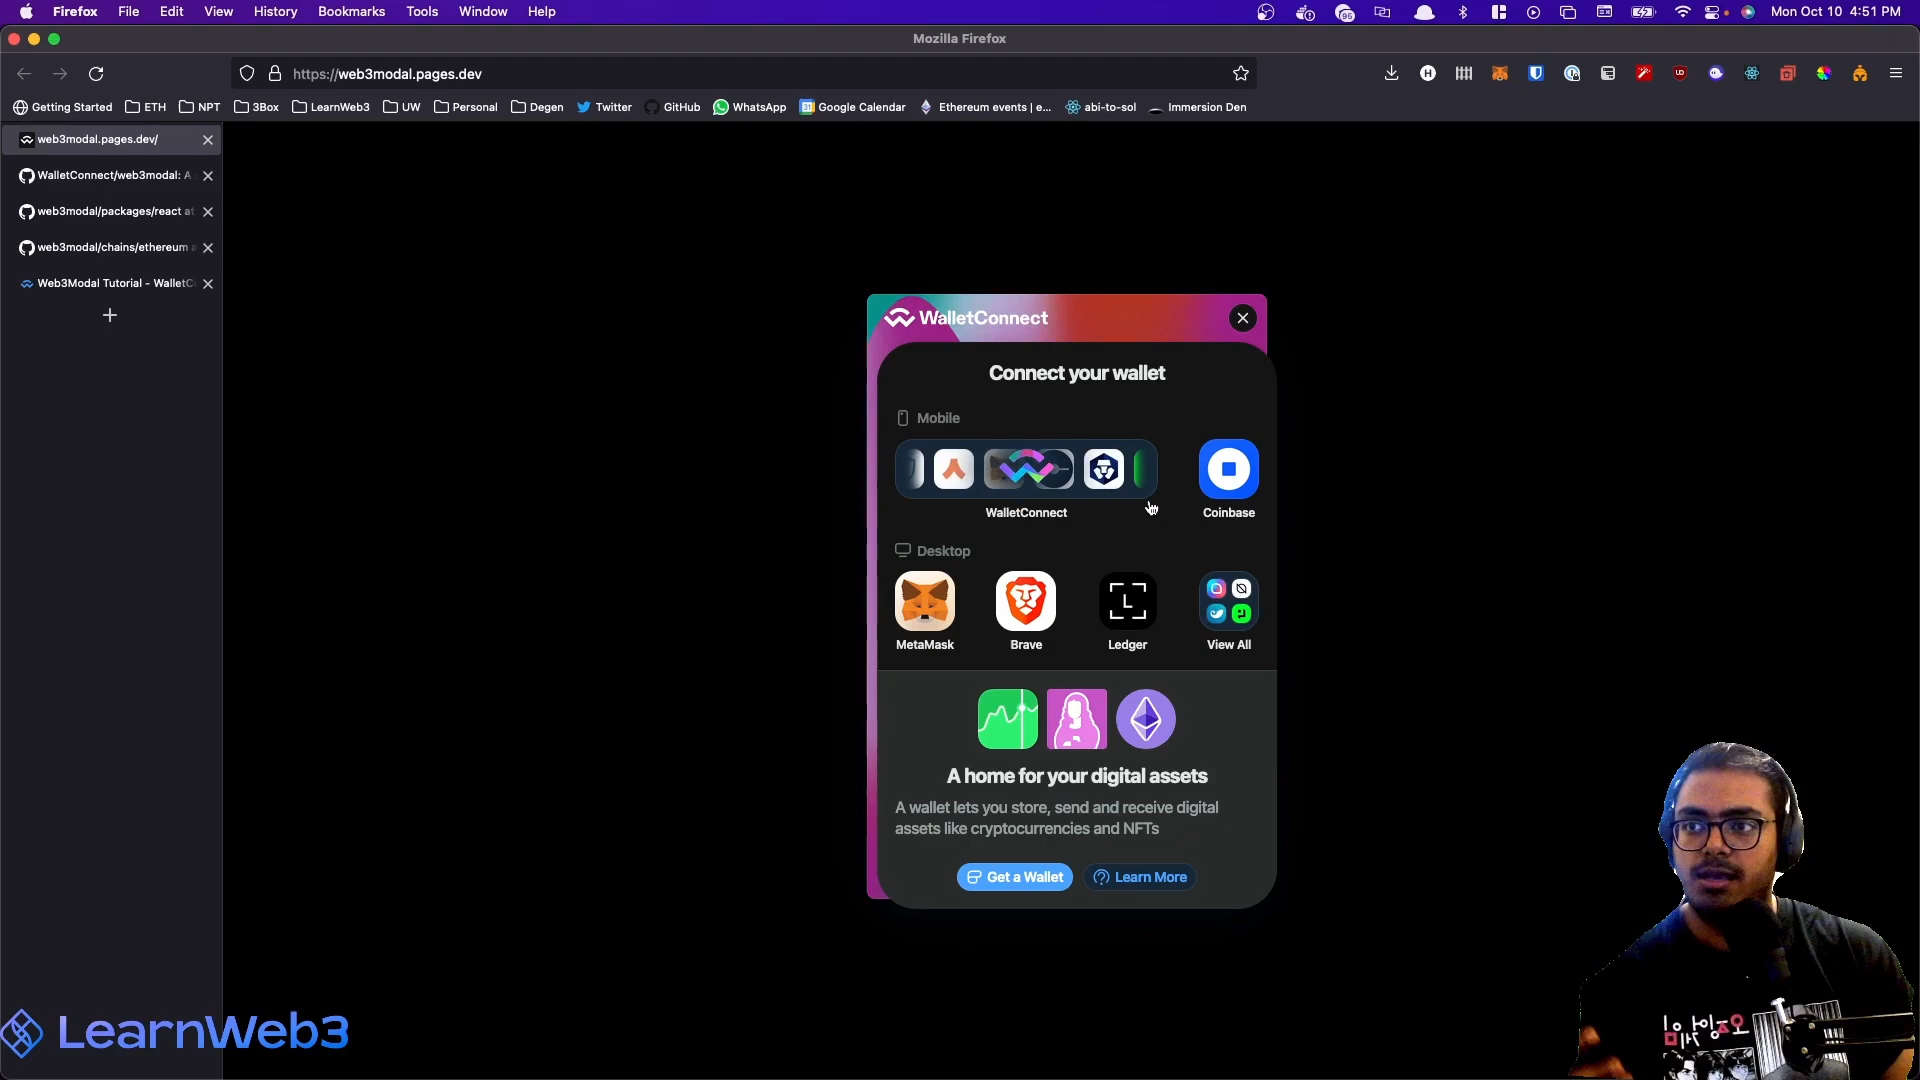 Firefox File Edit View History Bookmarks Tools Window Help
95
Mon Oct 10 4:51 PM
Mozilla Firefox
https://web3modal.pages.dev
Getting Started ETH NPT 3Box LearnWeb3 UW Personal Degen Twitter GitHub WhatsApp 31 Google Calendar Ethereum events | e... abi-to-sol Immersion Den
web3modal.pages.dev/
WalletConnect/web3modal: A
web3modal/packages/react at
web3modal/chains/ethereum a
Web3Modal Tutorial - WalletC
WalletConnect
Connect your wallet
Mobile
WalletConnect
Coinbase
Desktop
L
MetaMask
Brave
Ledger
View All
A home for your digital assets
A wallet lets you store, send and receive digital
assets like cryptocurrencies and NFTs
Get a Wallet
Learn More
LearnWeb3